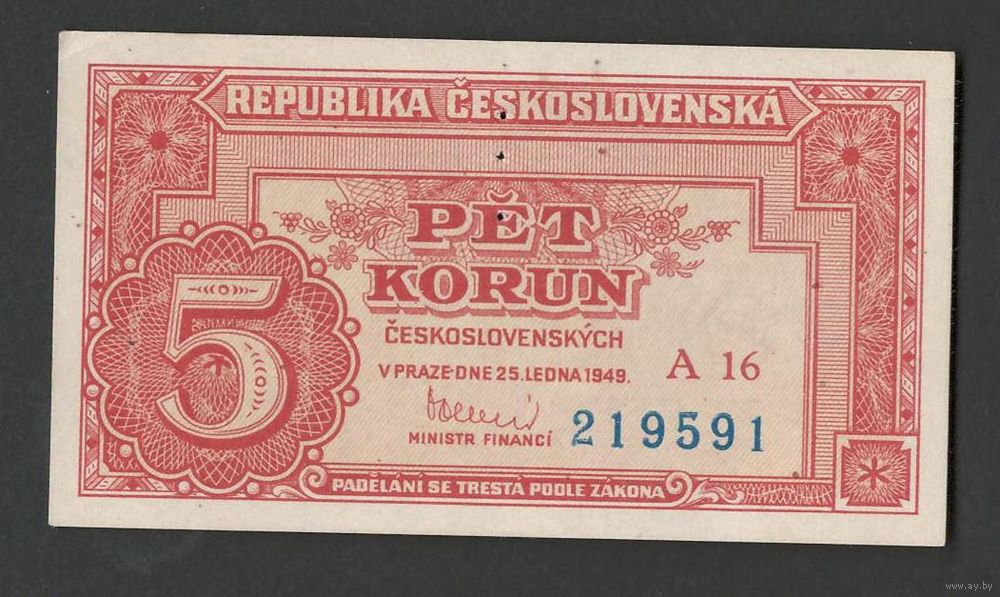 REPUBLIKA ČESKOSLOVENSKÁ
PĚT
KORUN
ČESKOSLOVENSKÝCH
V PRAZE·DNE 25. LEDNA 1949.
A 16
MINISTR FINANCÍ
219591
5
PADĚLÁNÍ SE TRESTÁ PODLE ZÁKONA
www.ay.by